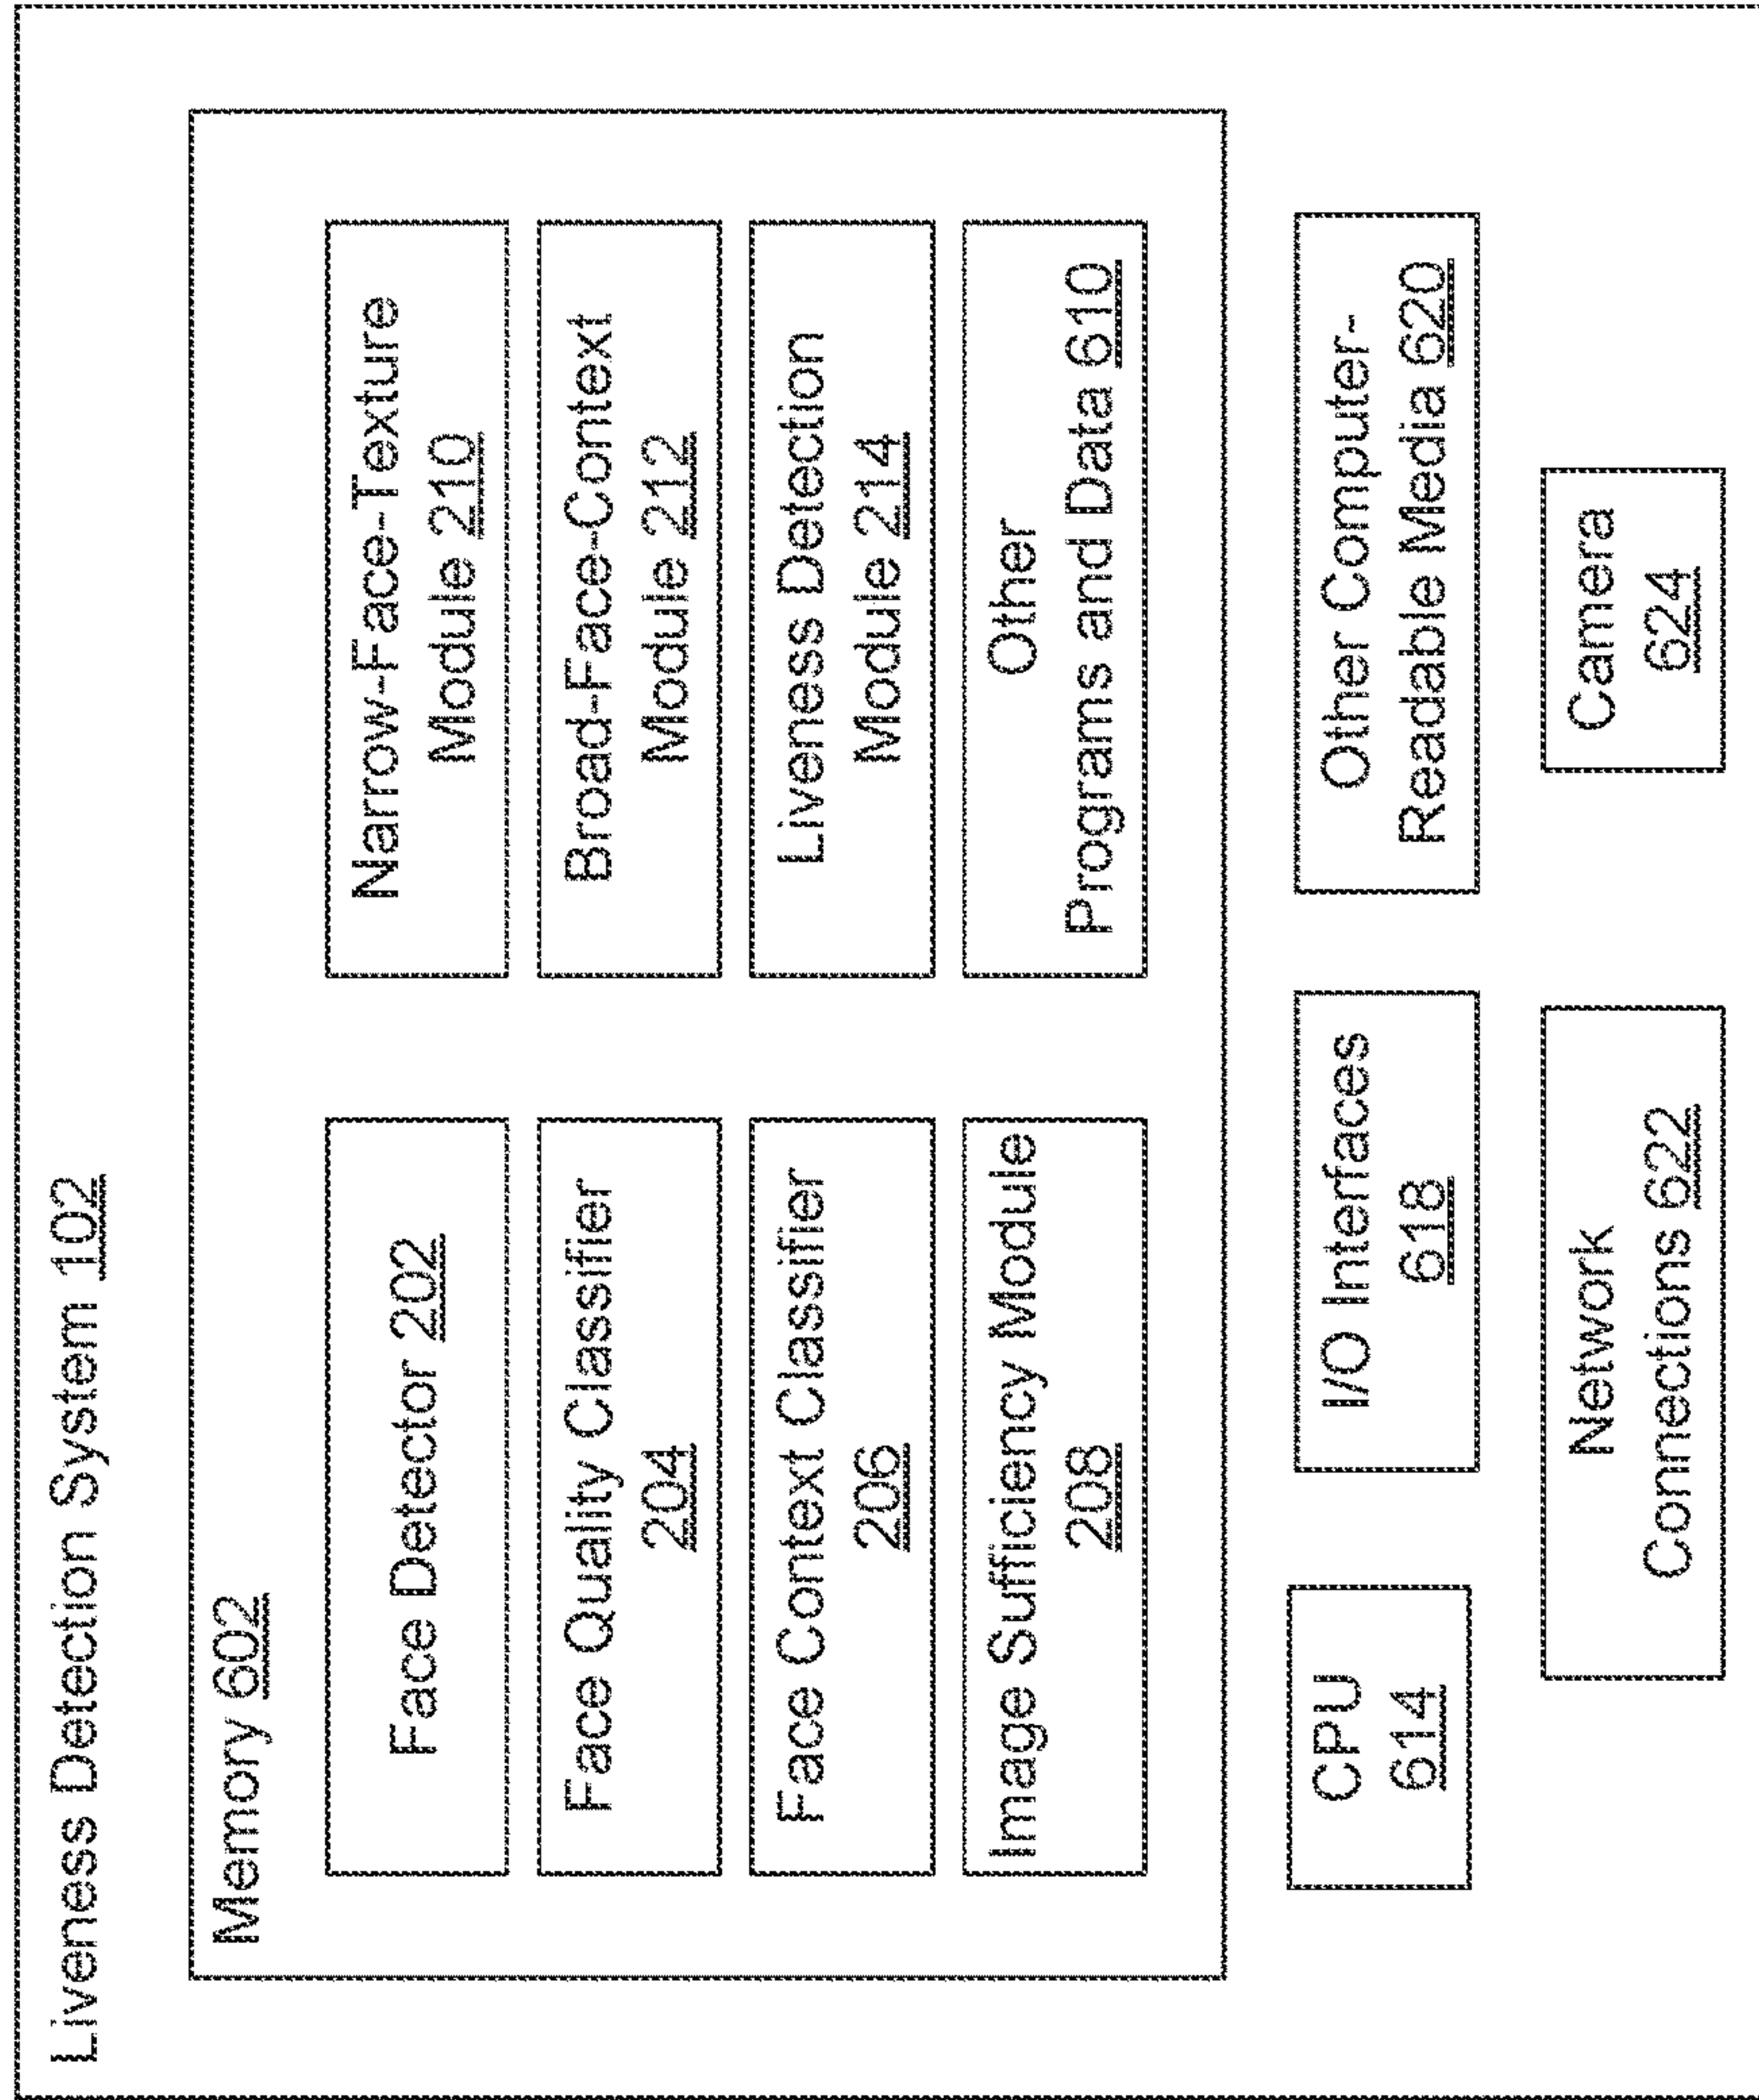 Liveness Detection System 102
Memory 602
Face Detector 202
Face Quality Classifier
204
Face Context Classifier
206
Image Sufficiency Module
208
Narrow-Face-Texture
Module 210
Broad-Face-Context
Module 212
Liveness Detection
Module 214
Other
Programs and Data 610
CPU
614
I/O Interfaces
618
Other Computer-
Readable Media 620
Network
Connections 622
Camera
624